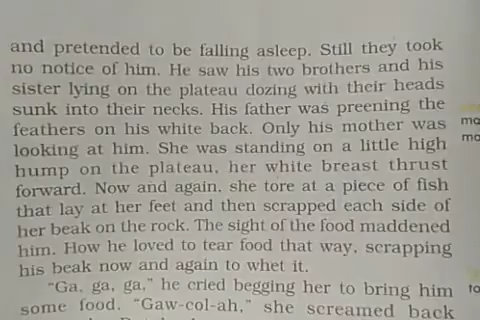 and pretended to be falling asleep. Still they took
no notice of him. He saw his two brothers and his
sister lying on the plateau dozing with their heads
sunk into their necks. His father was preening the
feathers on his white back. Only his mother was
looking at him. She was standing on a little high
hump on the plateau, her white breast thrust
forward. Now and again, she tore at a piece of fish
that lay at her feet and then scrapped each side of
her beak on the rock. The sight of the food maddened
him. How he loved to tear food that way, scrapping
his beak now and again to whet it.
"Ga, ga, ga," he cried begging her to bring him
some food. "Gaw-col-ah," she screamed back